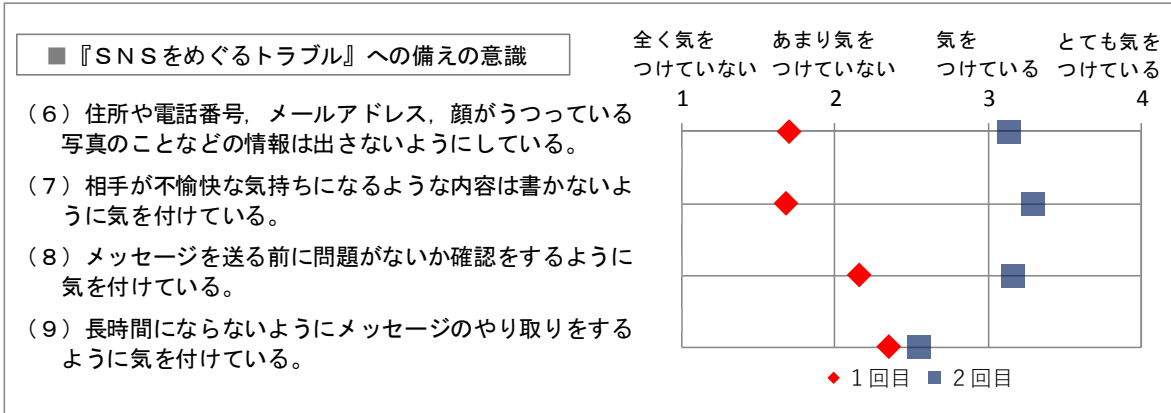 ■『ＳＮＳをめぐるトラブル』への備えの意識
全く気を
つけていない
あまり気を
つけていない
気を
つけている
とても気を
つけている
1 2 3 4
（６）住所や電話番号，メールアドレス，顔がうつっている
写真のことなどの情報は出さないようにしている。
（７）相手が不愉快な気持ちになるような内容は書かないよ
うに気を付けている。
（８）メッセージを送る前に問題がないか確認をするように
気を付けている。
（９）長時間にならないようにメッセージのやり取りをする
ように気を付けている。
◆ 1回目 ■ 2回目